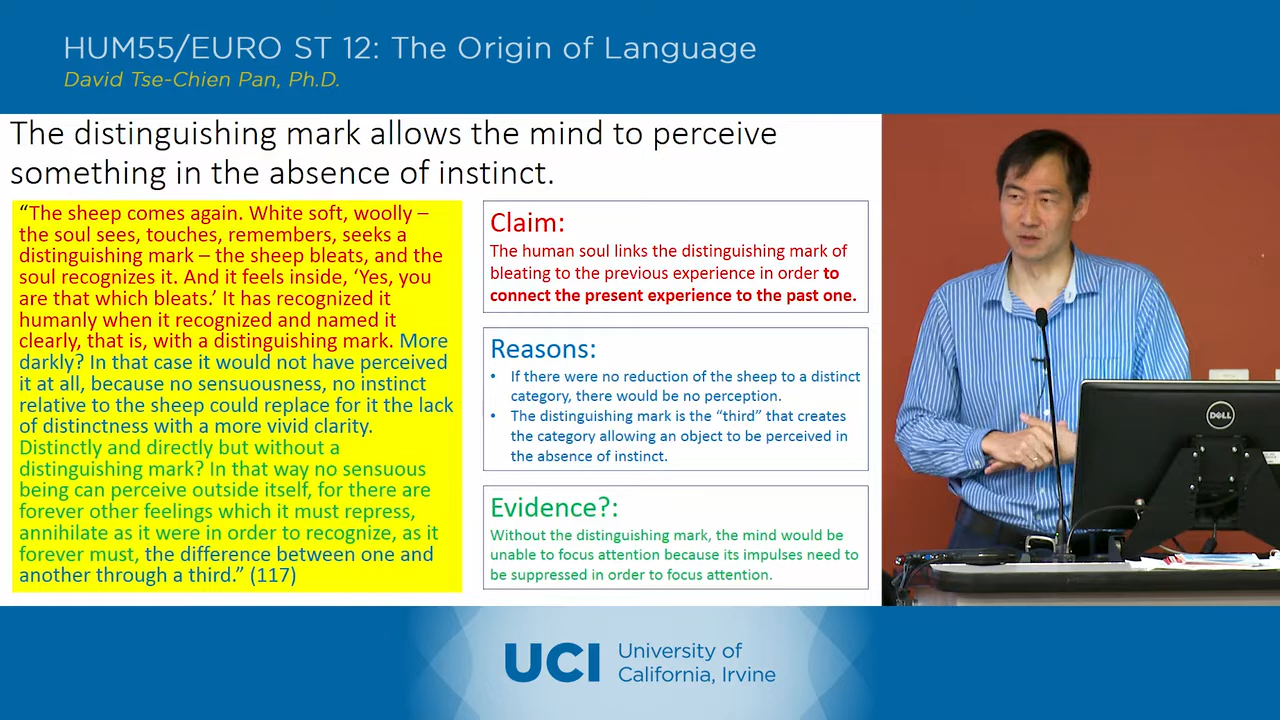 HUM55/EURO ST 12: The Origin of Language
David Tse-Chien Pan, Ph.D.
The distinguishing mark allows the mind to perceive
something in the absence of instinct.
“The sheep comes again. White soft, woolly –
the soul sees, touches, remembers, seeks a
distinguishing mark – the sheep bleats, and the
soul recognizes it. And it feels inside, ‘Yes, you
are that which bleats.’ It has recognized it
humanly when it recognized and named it
clearly, that is, with a distinguishing mark. More
darkly? In that case it would not have perceived
it at all, because no sensuousness, no instinct
relative to the sheep could replace for it the lack
of distinctness with a more vivid clarity.
Distinctly and directly but without a
distinguishing mark? In that way no sensuous
being can perceive outside itself, for there are
forever other feelings which it must repress,
annihilate as it were in order to recognize, as it
forever must, the difference between one and
another through a third.” (117)
Claim:
The human soul links the distinguishing mark of
bleating to the previous experience in order to
connect the present experience to the past one.
Reasons:
• If there were no reduction of the sheep to a distinct
category, there would be no perception.
• The distinguishing mark is the “third” that creates
the category allowing an object to be perceived in
the absence of instinct.
Evidence?:
Without the distinguishing mark, the mind would be
unable to focus attention because its impulses need to
be suppressed in order to focus attention.
DELL
UCI University of
California, Irvine